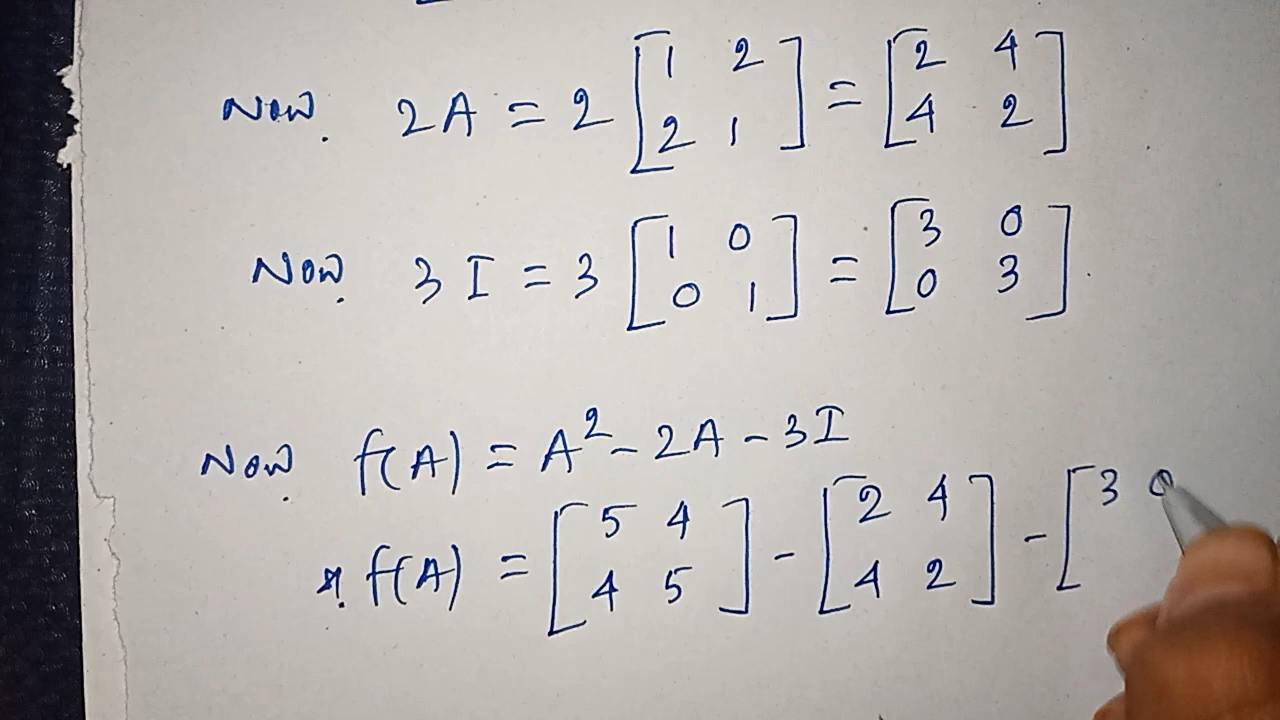 Now. 2A = 2 [1 2 2 1] = [2 4 4 2]
Now. 3I = 3 [1 0 0 1] = [3 0 0 3].
Now. f(A) = A² - 2A - 3I
f(A) = [5 4 4 5] - [2 4 4 2] - [3 0